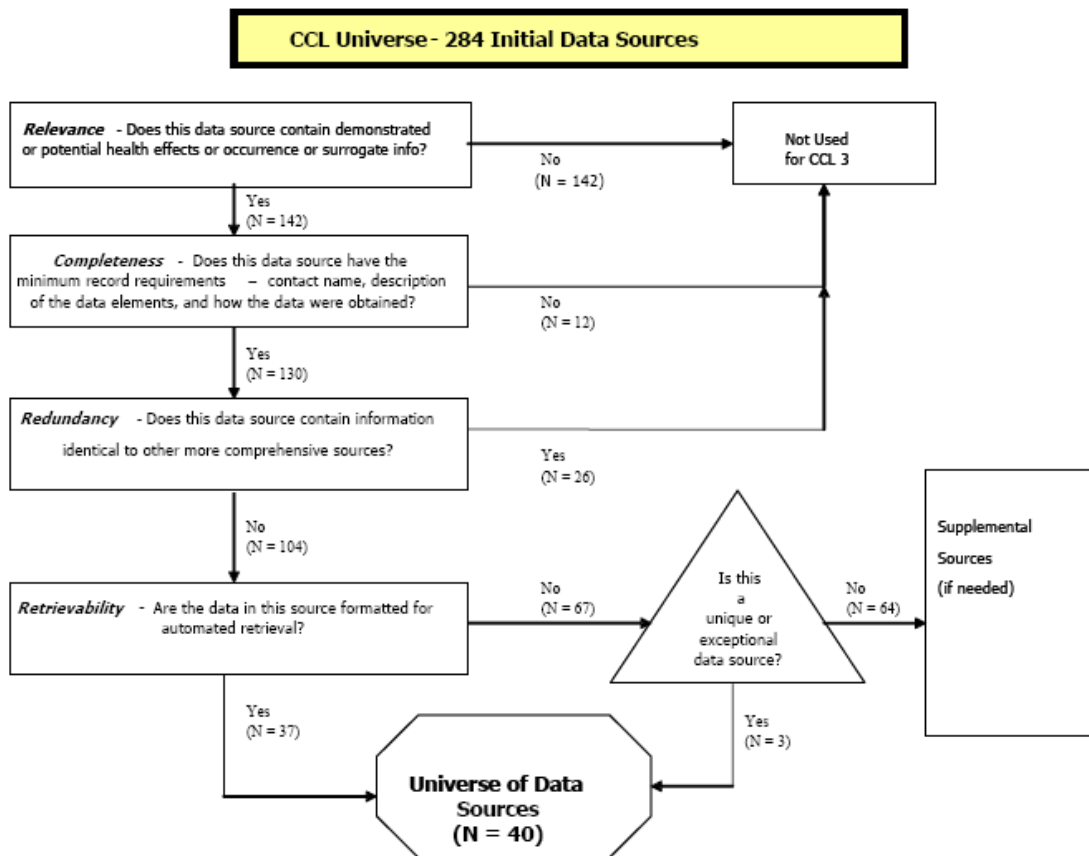 CCL Universe - 284 Initial Data Sources
Relevance - Does this data source contain demonstrated
or potential health effects or occurrence or surrogate info?
No
(N = 142)
Not Used
for CCL 3
Yes
(N = 142)
Completeness - Does this data source have the
minimum record requirements – contact name, description
of the data elements, and how the data were obtained?
No
(N = 12)
Yes
(N = 130)
Redundancy - Does this data source contain information
identical to other more comprehensive sources?
Yes
(N = 26)
No
(N = 104)
Retrievability - Are the data in this source formatted for
automated retrieval?
No
(N = 67)
Is this
a
unique or
exceptional
data source?
No
(N = 64)
Supplemental
Sources
(if needed)
Yes
(N = 37)
Yes
(N = 3)
Universe of Data
Sources
(N = 40)